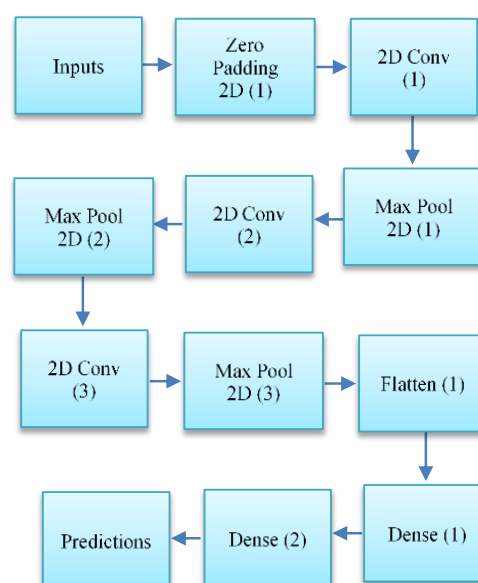 Inputs
Zero
Padding
2D (1)
2D Conv
(1)
Max Pool
2D (1)
2D Conv
(2)
Max Pool
2D (2)
2D Conv
(3)
Max Pool
2D (3)
Flatten (1)
Dense (1)
Dense (2)
Predictions